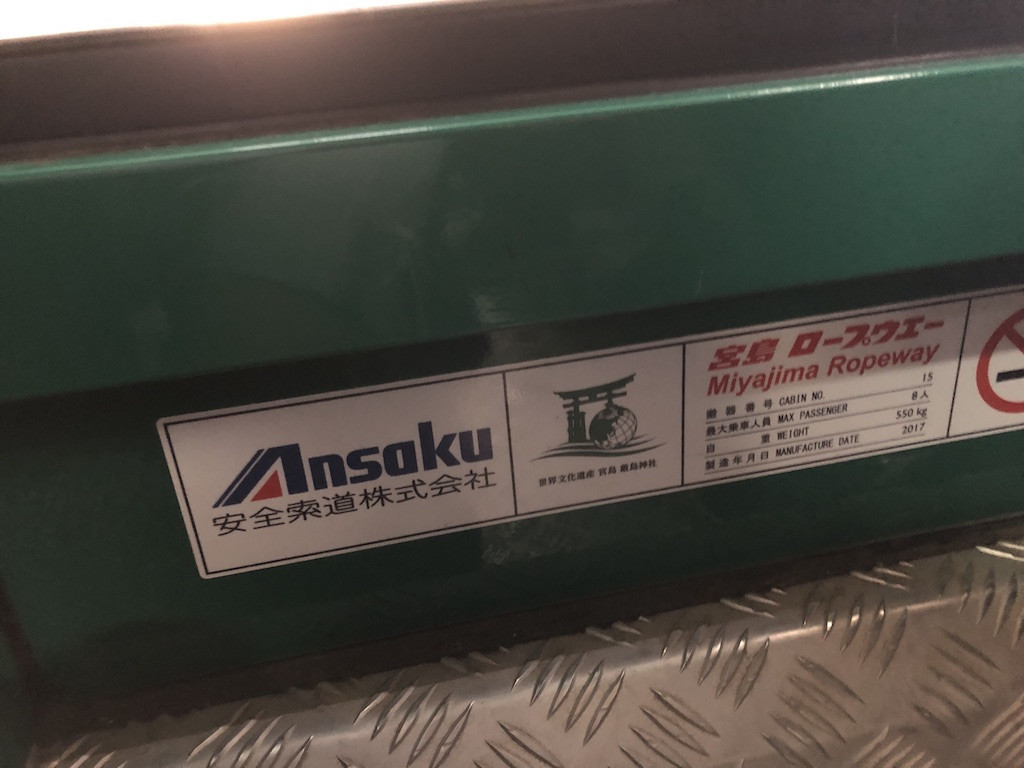 Ansaku
安全索道株式会社
世界文化遺産 宮島 厳島神社
宮島 ロープウエー
Miyajima Ropeway
搬器番号 CABIN NO. 15
最大乗車人員 MAX PASSENGER 8人
自重 WEIGHT 550kg
製造年月日 MANUFACTURE DATE 2017